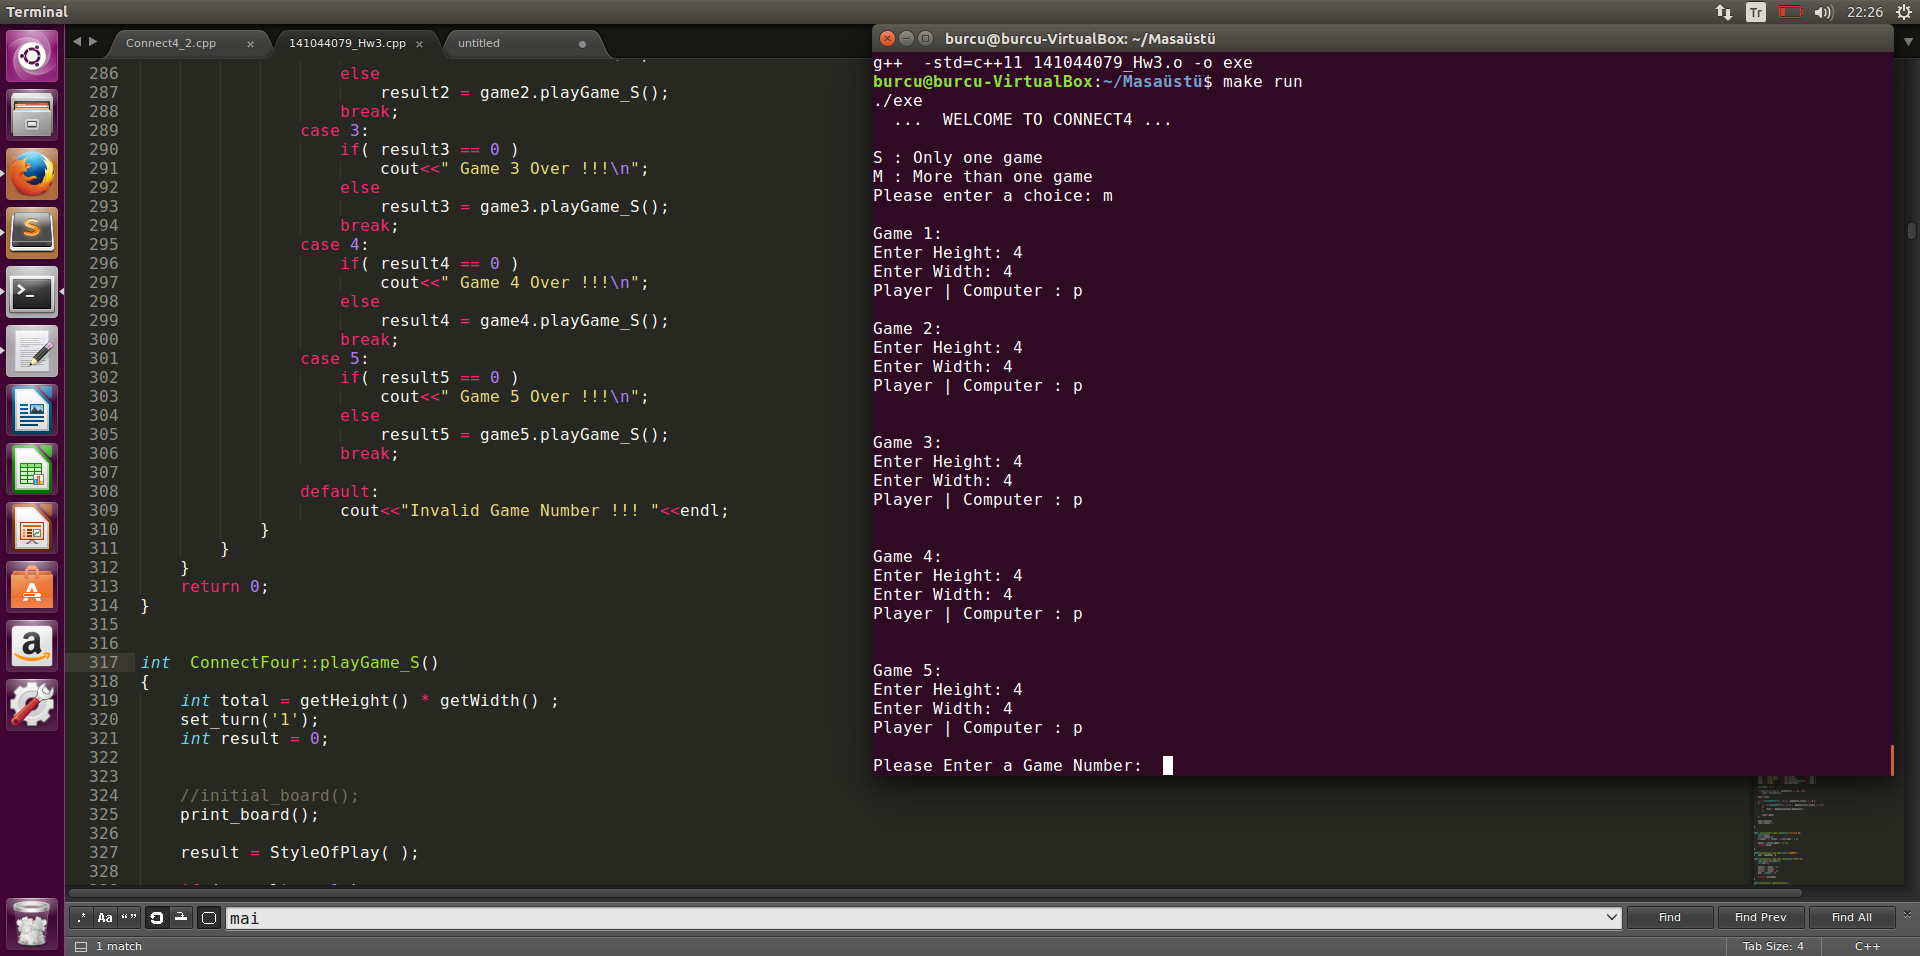 Terminal
Tr
22:26
Connect4_2.cpp
141044079_Hw3.cpp
untitled
286 else
287 result2 = game2.playGame_S();
288 break;
289 case 3:
290 if( result3 == 0 )
291 cout<<" Game 3 Over !!!\n";
292 else
293 result3 = game3.playGame_S();
294 break;
295 case 4:
296 if( result4 == 0 )
297 cout<<" Game 4 Over !!!\n";
298 else
299 result4 = game4.playGame_S();
300 break;
301 case 5:
302 if( result5 == 0 )
303 cout<<" Game 5 Over !!!\n";
304 else
305 result5 = game5.playGame_S();
306 break;
307
308 default:
309 cout<<"Invalid Game Number !!! "<<endl;
310 }
311 }
312 }
313 return 0;
314 }
315
316
317 int  ConnectFour::playGame_S()
318 {
319 int total = getHeight() * getWidth() ;
320 set_turn('1');
321 int result = 0;
322
323
324 //initial_board();
325 print_board();
326
327 result = StyleOfPlay( );
328
burcu@burcu-VirtualBox: ~/Masaüstü
g++  -std=c++11 141044079_Hw3.o -o exe
burcu@burcu-VirtualBox:~/Masaüstü$ make run
./exe
...  WELCOME TO CONNECT4 ...
S : Only one game
M : More than one game
Please enter a choice: m
Game 1:
Enter Height: 4
Enter Width: 4
Player | Computer : p
Game 2:
Enter Height: 4
Enter Width: 4
Player | Computer : p
Game 3:
Enter Height: 4
Enter Width: 4
Player | Computer : p
Game 4:
Enter Height: 4
Enter Width: 4
Player | Computer : p
Game 5:
Enter Height: 4
Enter Width: 4
Player | Computer : p
Please Enter a Game Number:
.* Aa “” mai Find Find Prev Find All
1 match
Tab Size: 4
C++